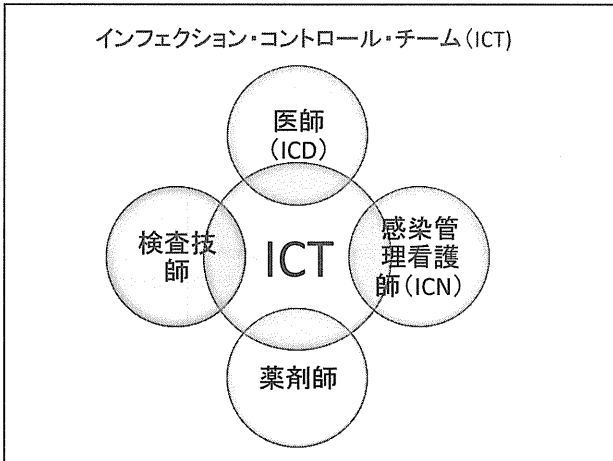 インフェクション・コントロール・チーム(ICT)
医師
(ICD)
検査技
師
ICT
感染管
理看護
師(ICN)
薬剤師